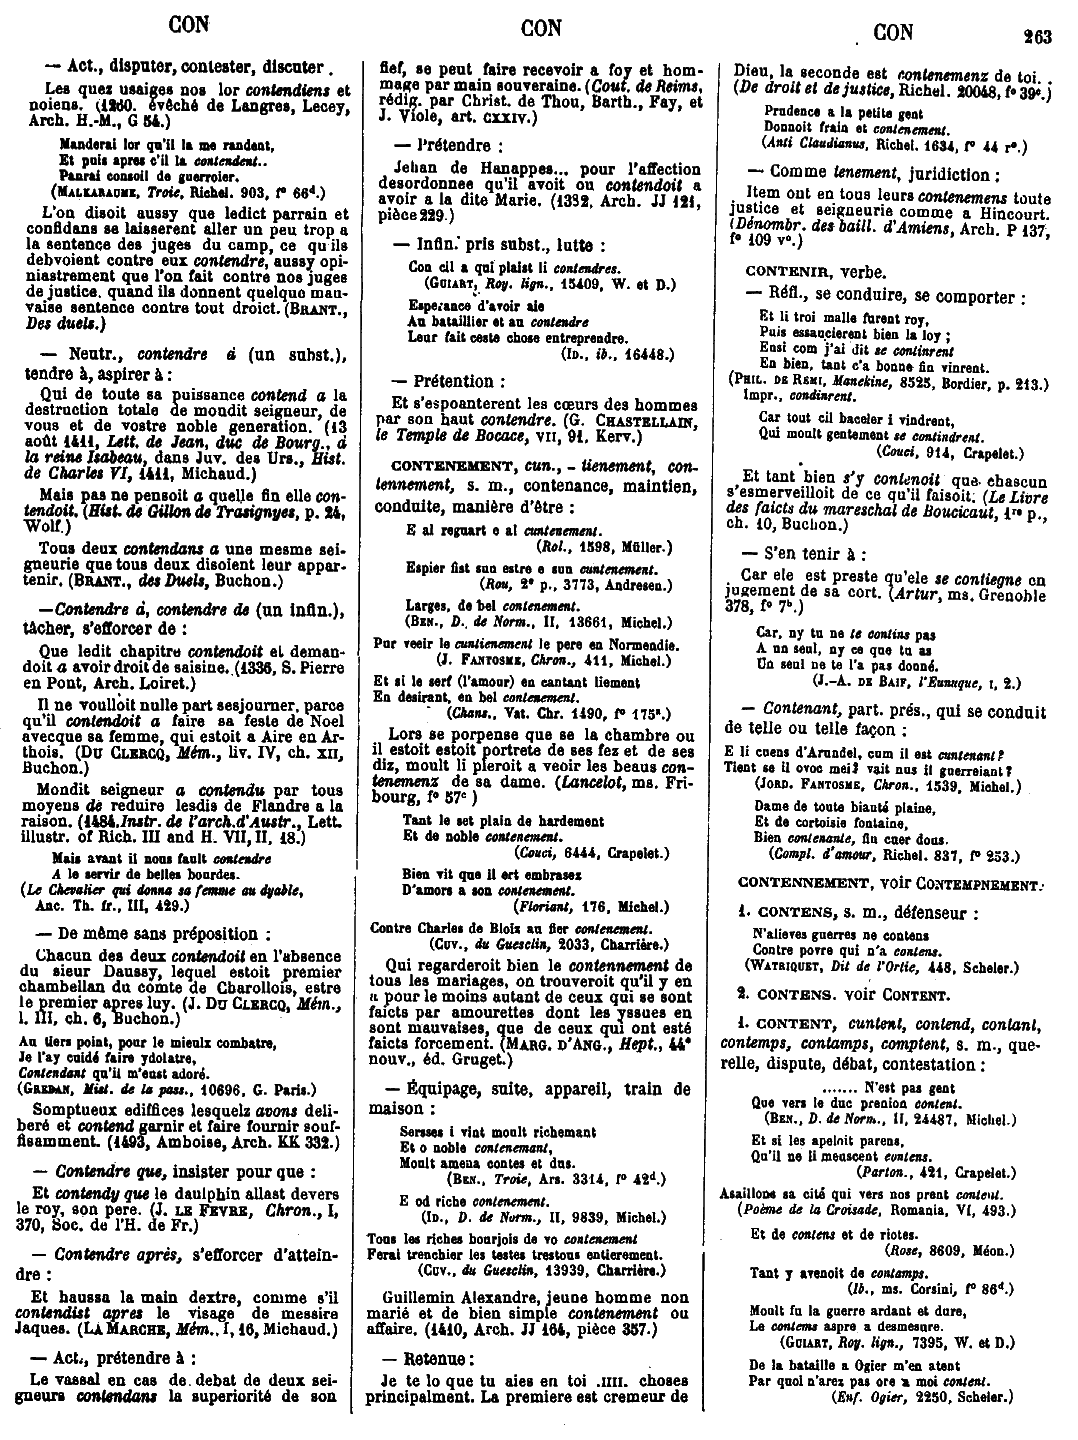 CON
CON
CON
263
— Act., disputer, contester, discuter.
Les quez usaiges nos lor contendiens et
noiens. (1260. évêché de Langres, Lecey,
Arch. H.-M., G 54.)
Manderai lor qu'il la me randent,
Et puis apres c'il la contendent..
Panrai consoil de guerroier.
(MALKARAUME, Troie, Richel. 903, f° 66d.)
L'on disoit aussy que ledict parrain et
confidans se laisserent aller un peu trop a
la sentence des juges du camp, ce qu'ils
debvoient contre eux contendre, aussy opi-
niastrement que l'on fait contre nos juges
de justice, quand ils donnent quelque mau-
vaise sentence contre tout droict. (BRANT.,
Des duels.)
— Neutr., contendre à (un subst.),
tendre à, aspirer à :
Qui de toute sa puissance contend a la
destruction totale de mondit seigneur, de
vous et de vostre noble generation. (13
août 1411, Lett. de Jean, duc de Bourg., à
la reine Isabeau, dans Juv. des Urs., Hist.
de Charles VI, 1411, Michaud.)
Mais pas ne pensoit a quelle fin elle con-
tendoit. (Hist. de Gillon de Trasignyes, p. 24,
Wolf.)
Tous deux contendans a une mesme sei-
gneurie que tous deux disoient leur appar-
tenir. (BRANT., des Duels, Buchon.)
— Contendre à, contendre de (un infin.),
tâcher, s'efforcer de :
Que ledit chapitre contendoit et deman-
doit a avoir droit de saisine. (1336, S. Pierre
en Pont, Arch. Loiret.)
Il ne voulloit nulle part sesjourner, parce
qu'il contendoit a faire sa feste de Noel
avecque sa femme, qui estoit a Aire en Ar-
thois. (DU CLERCQ, Mém., liv. IV, ch. XII,
Buchon.)
Mondit seigneur a contendu par tous
moyens de reduire lesdis de Flandre a la
raison. (1484. Instr. de l'arch. d'Austr., Lett.
illustr. of Rich. III and H. VII, II, 18.)
Mais avant il nous fault contendre
A le servir de belles bourdes.
(Le Chevalier qui donna sa femme au dyable,
Anc. Th. fr., III, 429.)
— De même sans préposition :
Chacun des deux contendoit en l'absence
du sieur Daussy, lequel estoit premier
chambellan du comte de Charollois, estre
le premier apres luy. (J. DU CLERCQ, Mém.,
l. III, ch. 6, Buchon.)
Au tiers point, pour le mieulx combatre,
Je l'ay cuidé faire ydolatre,
Contendant qu'il m'eust adoré.
(GREBAN, Mist. de la pass., 10696, G. Paris.)
Somptueux ediffices lesquelz avons deli-
beré et contend garnir et faire fournir souf-
fisamment. (1493, Amboise, Arch. KK 332.)
— Contendre que, insister pour que :
Et contendy que le daulphin allast devers
le roy, son pere. (J. LE FEVRE, Chron., I,
370, Soc. de l'H. de Fr.)
— Contendre après, s'efforcer d'attein-
dre :
Et haussa la main dextre, comme s'il
contendist apres le visage de messire
Jaques. (LA MARCHE, Mém., I, 16, Michaud.)
— Act., prétendre à :
Le vassal en cas de debat de deux sei-
gneurs contendans la superiorité de son
fief, se peut faire recevoir a foy et hom-
mage par main souveraine. (Cout. de Reims,
rédig. par Christ. de Thou, Barth., Fay, et
J. Viole, art. CXXIV.)
— Prétendre :
Jehan de Hanappes... pour l'affection
desordonnee qu'il avoit ou contendoit a
avoir a la dite Marie. (1382, Arch. JJ 121,
pièce 229.)
— Infin. pris subst., lutte :
Con cil a qui plaist li contendres.
(GUIART, Roy. lign., 15409, W. et D.)
Esperance d'avoir aie
Au bataillier et au contendre
Leur fait ceste chose entreprendre.
(ID., ib., 16448.)
— Prétention :
Et s'espoanterent les cœurs des hommes
par son haut contendre. (G. CHASTELLAIN,
le Temple de Bocace, VII, 91. Kerv.)
CONTENEMENT, cun., - tienement, con-
tennement, s. m., contenance, maintien,
conduite, manière d'être :
E al reguart e al cuntenement.
(Rol., 1598, Müller.)
Espier fist sun estre e sun cuntenement.
(Rou, 2e p., 3773, Andresen.)
Larges, de bel contenement.
(BEN., D. de Norm., II, 13661, Michel.)
Pur veeir le cuntienement le pere en Normendie.
(J. FANTOSME, Chron., 411, Michel.)
Et si le serf (l'amour) en cantant liement
En desirant, en bel contenement.
(Chans., Vat. Chr. 1490, f° 175a.)
Lors se porpense que se la chambre ou
il estoit estoit portrete de ses fez et de ses
diz, moult li pleroit a veoir les beaus con-
tenemenz de sa dame. (Lancelot, ms. Fri-
bourg, f° 57c )
Tant le set plain de hardement
Et de noble contenement.
(Couci, 6444, Crapelet.)
Bien vit que il ert embrasez
D'amors a son contenement.
(Floriant, 176, Michel.)
Contre Charles de Blois au fier contenement.
(CUV., du Guesclin, 2033, Charrière.)
Qui regarderoit bien le contennement de
tous les mariages, on trouveroit qu'il y en
a pour le moins autant de ceux qui se sont
faicts par amourettes dont les yssues en
sont mauvaises, que de ceux qui ont esté
faicts forcement. (MARG. D'ANG., Hept., 44e
nouv., éd. Gruget.)
— Équipage, suite, appareil, train de
maison :
Sersses i vint moult richemant
Et o noble contenemant,
Moult amena contes et dus.
(BEN., Troie, Ars. 3314, f° 42d.)
E od riche contenement.
(ID., D. de Norm., II, 9839, Michel.)
Tous les riches bourjois de vo contenement
Ferai trenchier les testes trestous entierement.
(CUV., du Guesclin, 13939, Charrière.)
Guillemin Alexandre, jeune homme non
marié et de bien simple contenement ou
affaire. (1410, Arch. JJ 164, pièce 357.)
— Retenue :
Je te lo que tu aies en toi .IIII. choses
principalment. La premiere est cremeur de
Dieu, la seconde est contenemenz de toi. .
(De droit et de justice, Richel. 20048, f° 39c.)
Prudence a la petite gent
Donnoit frain et contenement.
(Anti Claudianus, Richel. 1634, f° 44 r°.)
— Comme tenement, juridiction :
Item ont en tous leurs contenemens toute
justice et seigneurie comme a Hincourt.
(Dénombr. des baill. d'Amiens, Arch. P 137,
f° 109 v°.)
CONTENIR, verbe.
— Réfl., se conduire, se comporter :
Et li troi malle furent roy,
Puis essaucierent bien la loy ;
Ensi com j'ai dit se continrent
En bien, tant c'a bonne fin vinrent.
(PHIL. DE REMI, Manekine, 8525, Bordier, p. 213.)
Impr., condinrent.
Car tout cil baceler i vindrent,
Qui moult gentement se contindrent.
(Couci, 914, Crapelet.)
Et tant bien s'y contenoit que chascun
s'esmerveilloit de ce qu'il faisoit. (Le Livre
des faicts du mareschal de Boucicaut, 1re p.,
ch. 10, Buchon.)
— S'en tenir à :
Car ele est preste qu'ele se contiegne en
jugement de sa cort. (Artur, ms. Grenoble
378, f° 7b.)
Car, ny tu ne te contins pas
A un seul, ny ce que tu as
Un seul ne te l'a pas donné.
(J.-A. DE BAIF, l'Eunuque, I, 2.)
— Contenant, part. prés., qui se conduit
de telle ou telle façon :
E li cuens d'Arundel, cum il est cuntenant?
Tient se il ovoc mei? vait nus il guerreiant?
(JORD. FANTOSME, Chron., 1539, Michel.)
Dame de toute biauté plaine,
Et de cortoisie fontaine,
Bien contenante, fin cuer dous.
(Compl. d'amour, Richel. 837, f° 253.)
CONTENNEMENT, voir CONTEMPNEMENT.
1. CONTENS, s. m., défenseur :
N'alieves guerres ne contens
Contre povre qui n'a contens.
(WATRIQUET, Dit de l'Ortie, 448, Scheler.)
2. CONTENS. voir CONTENT.
1. CONTENT, cuntent, contend, contant,
contemps, contamps, comptent, s. m., que-
relle, dispute, débat, contestation :
....... N'est pas gent
Que vers le duc prenion content.
(BEN., D. de Norm., II, 24487, Michel.)
Et si les apeloit parens,
Qu'il ne li meuscent contens.
(Parton., 421, Crapelet.)
Asaillons sa cité qui vers nos prent content.
(Poème de la Croisade, Romania, VI, 493.)
Et de contens et de riotes.
(Rose, 8609, Méon.)
Tant y avenoit de contamps.
(Ib., ms. Corsini, f° 86d.)
Moult fu la guerre ardant et dure,
Le contems aspre a desmesure.
(GUIART, Roy. lign., 7395, W. et D.)
De la bataille a Ogier m'en atent
Par quoi n'arez pas ore a moi content.
(Enf. Ogier, 2250, Scheler.)